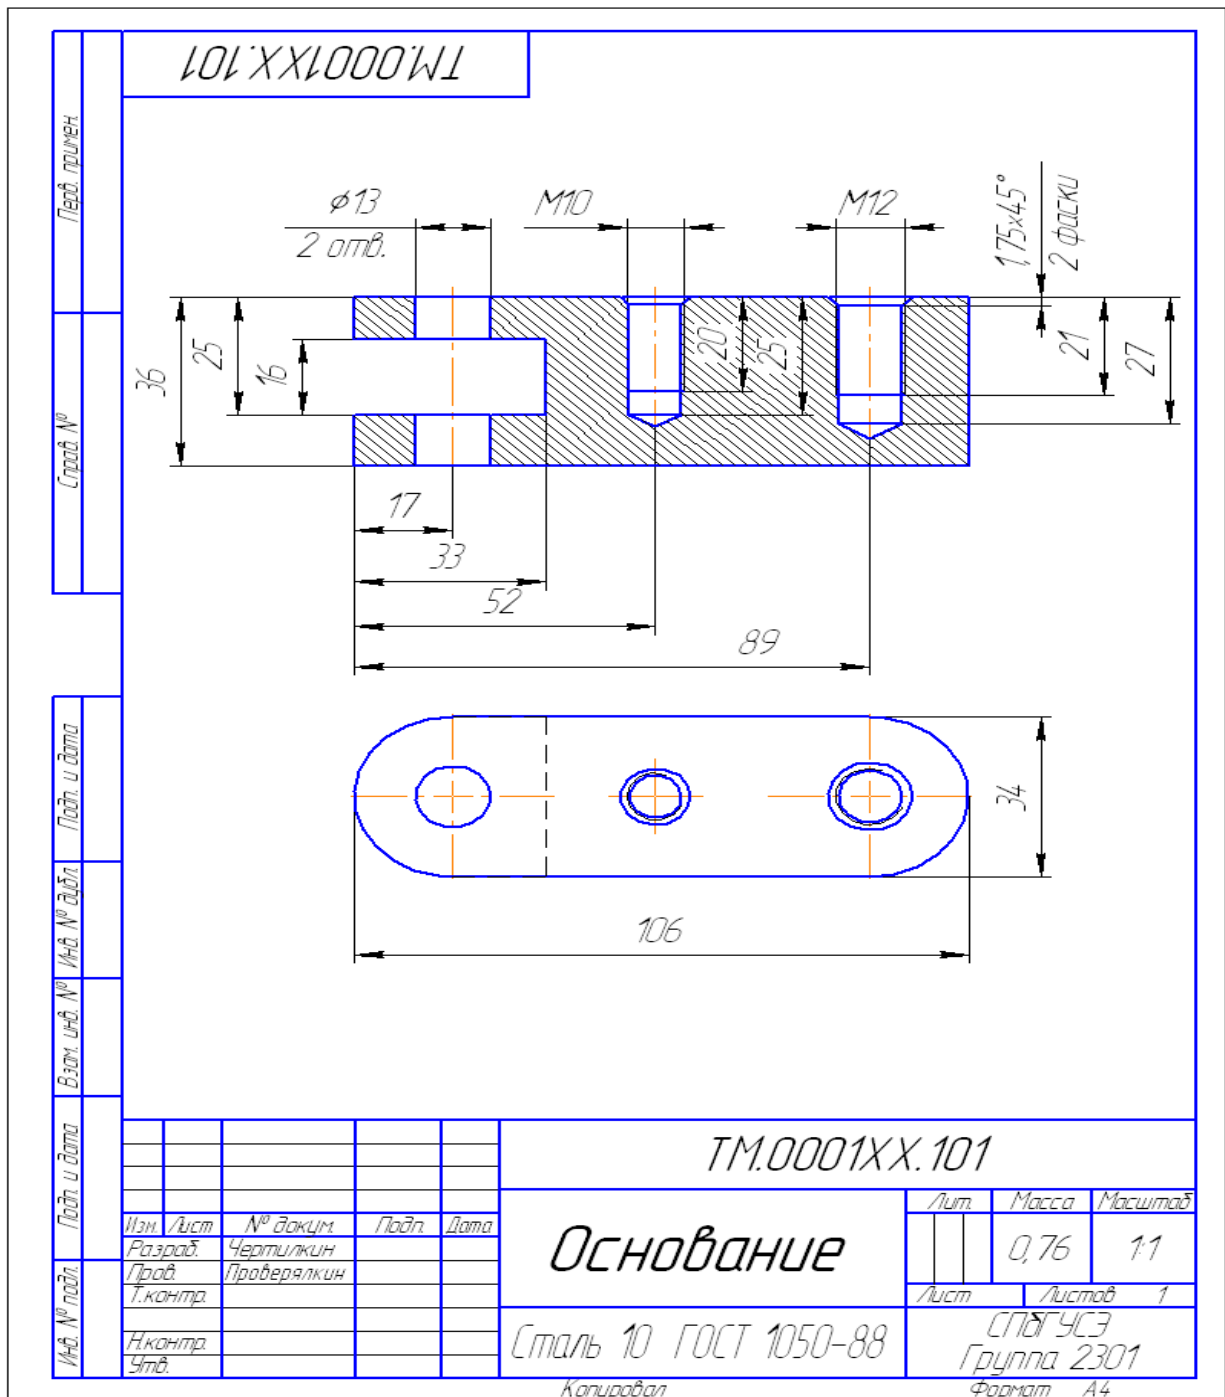 ТМ.0001ХХ.101
Перв. примен.
Справ. №
Подп. и дата
Инв. № дубл.
Взам. инв. №
Подп. и дата
Инв. № подл.
ϕ13
2 отв.
М10
М12
1,75х45°
2 фаски
36
25
16
20
25
21
27
17
33
52
89
34
106
ТМ.0001ХХ.101
Изм. Лист № докум. Подп. Дата
Разраб. Чертилкин
Пров. Проверялкин
Т.контр.
Н.контр.
Утв.
Основание
Сталь 10 ГОСТ 1050-88
Лит. Масса Масштаб
0,76 1:1
Лист Листов 1
СПбГУСЭ
Группа 2301
Копировал Формат А4